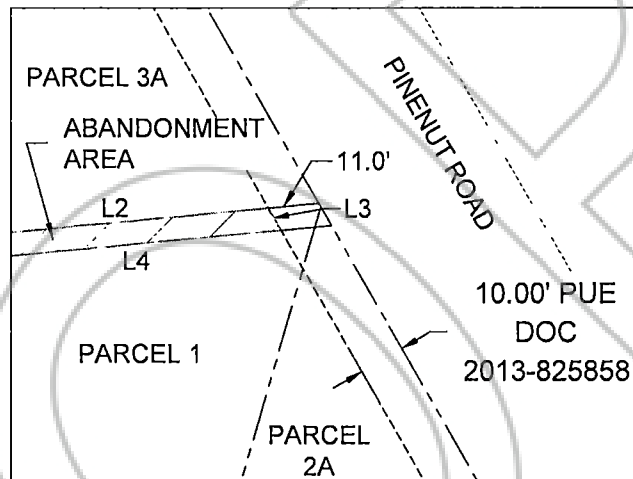 PARCEL 3A
ABANDONMENT
AREA
PINENUT ROAD
11.0'
L2
L3
L4
10.00' PUE
DOC
2013-825858
PARCEL 1
PARCEL
2A